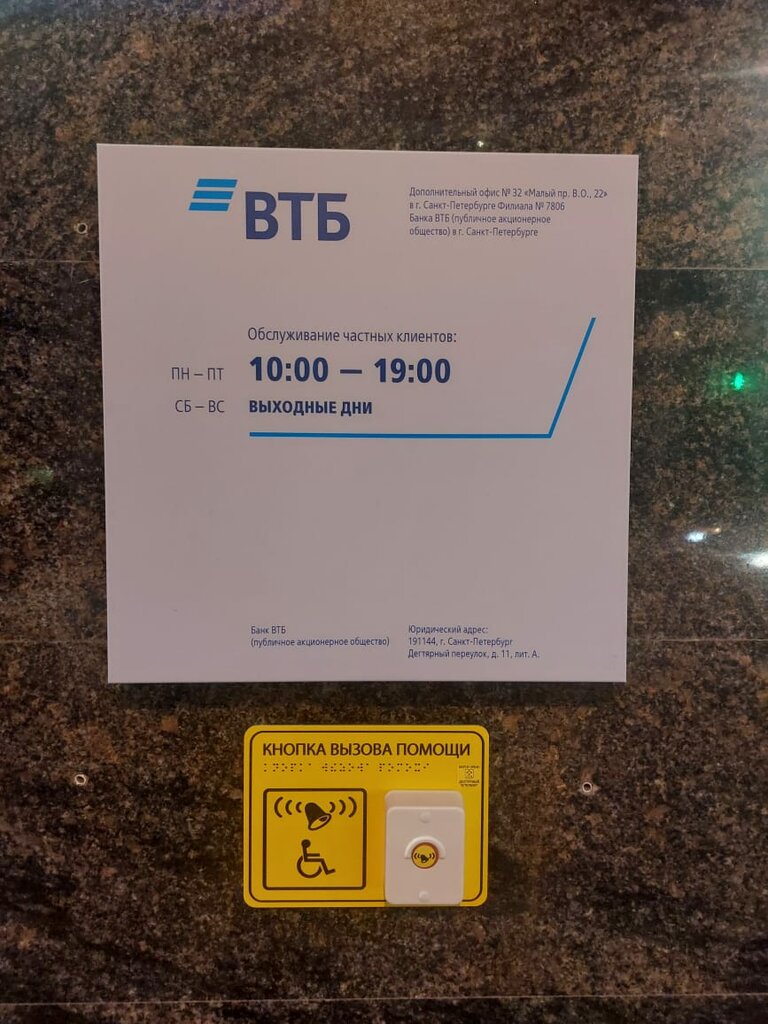 ВТБ
Дополнительный офис № 32 «Малый пр. В.О., 22»
в г. Санкт-Петербурге Филиала № 7806
Банка ВТБ (публичное акционерное
общество) в г. Санкт-Петербурге
Обслуживание частных клиентов:
ПН – ПТ 10:00 — 19:00
СБ – ВС ВЫХОДНЫЕ ДНИ
Банк ВТБ
(публичное акционерное общество)
Юридический адрес:
191144, г. Санкт-Петербург
Дегтярный переулок, д. 11, лит. А.
КНОПКА ВЫЗОВА ПОМОЩИ